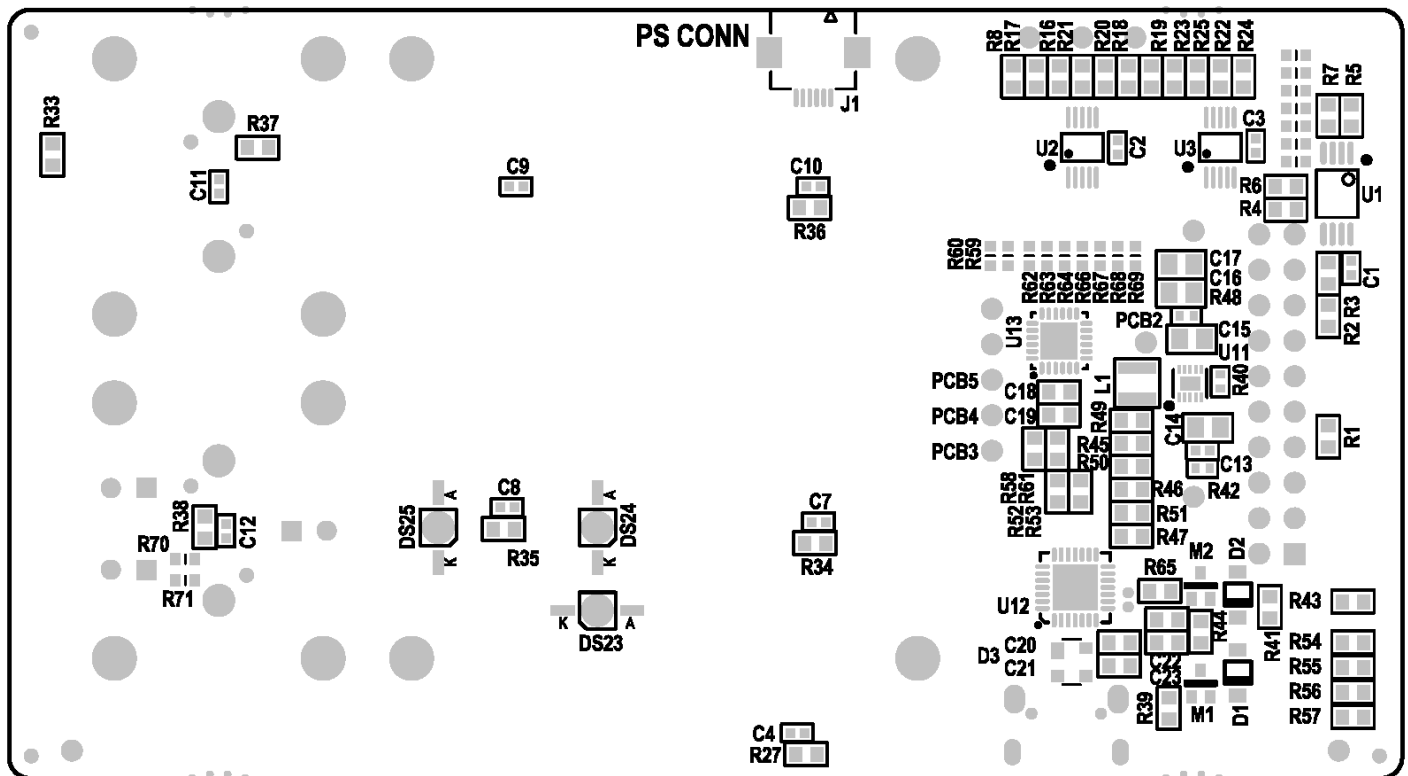 PS CONN
J1
R8
R17
R16
R21
R20
R18
R19
R23
R25
R22
R24
R7
R5
R33
R37
C11
C9
C10
R36
U2
C2
U3
C3
R6
R4
U1
R60
R59
R62
R63
R64
R66
R67
R68
R69
C17
C16
R48
C1
R3
R2
U13
PCB2
C15
U11
PCB5
C18
L1
R40
PCB4
C19
R49
C14
PCB3
R45
R50
R1
C13
R42
R58
R61
R52
R53
R46
R51
R47
R38
C12
R70
R71
DS25
A
K
C8
R35
A
DS24
K
C7
R34
K
A
DS23
U12
R65
M2
D2
R44
R41
R43
D3
C20
C21
C22
C23
R54
R55
R56
R57
R39
M1
D1
C4
R27